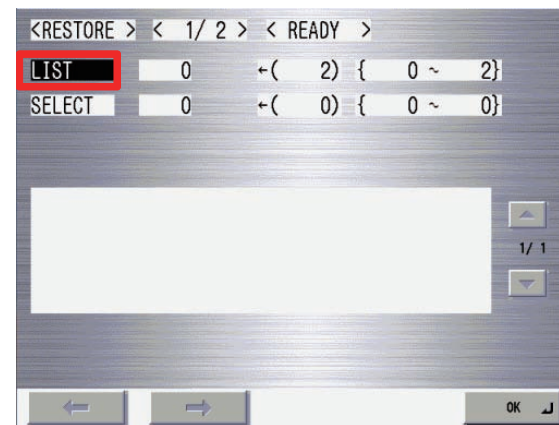 <RESTORE > < 1/ 2 > < READY >
LIST 0 ←( 2) { 0 ~ 2}
SELECT 0 ←( 0) { 0 ~ 0}
1/ 1
OK